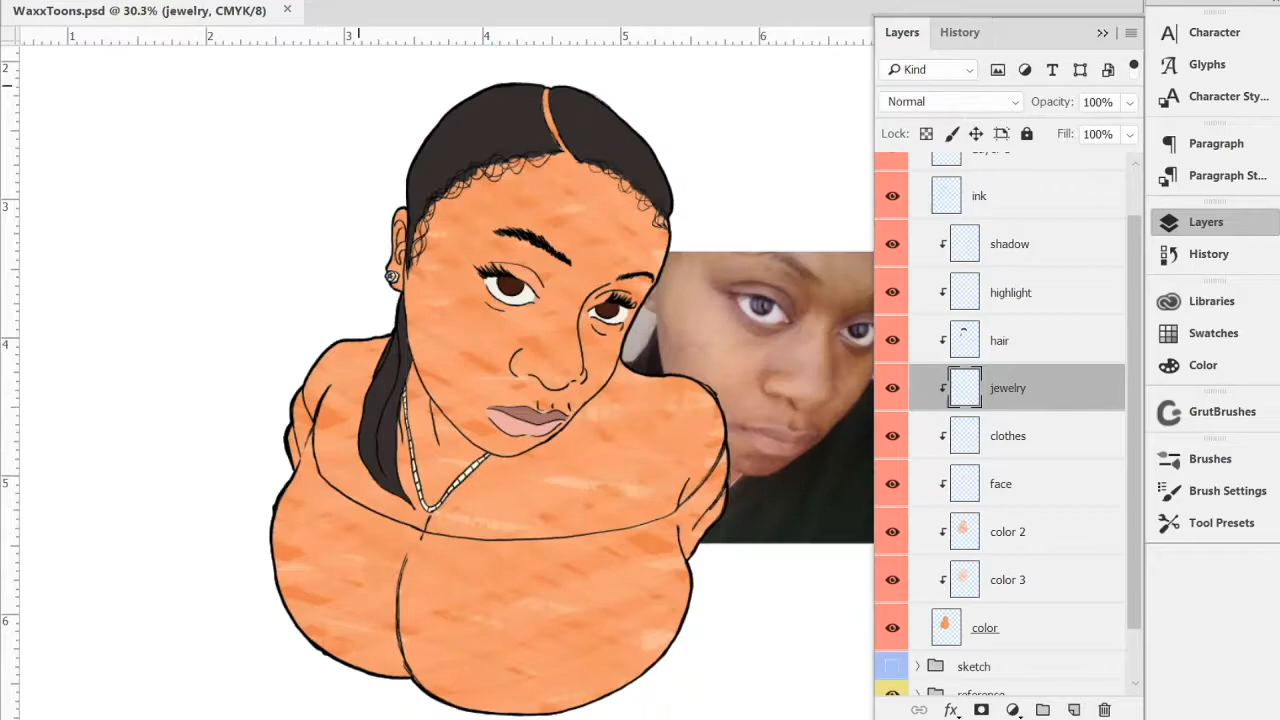 WaxxToons.psd @ 30.3% (jewelry, CMYK/8) ×
1 2 3 4 5 6
2
3
4
5
6
Layers History
Kind
Normal Opacity: 100%
Lock: Fill: 100%
ink
shadow
highlight
hair
jewelry
clothes
face
color 2
color 3
color
sketch
reference
fx
Character
Glyphs
Character Sty...
Paragraph
Paragraph St...
Layers
History
Libraries
Swatches
Color
GrutBrushes
Brushes
Brush Settings
Tool Presets